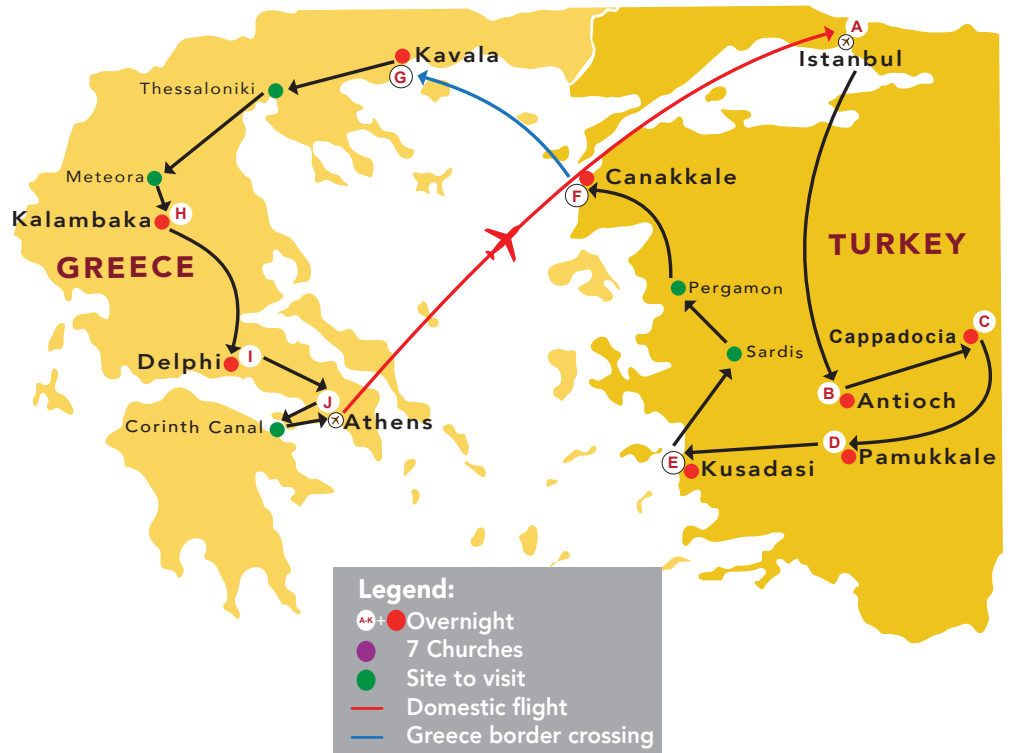 A
Istanbul
Kavala
G
Thessaloniki
Meteora
H
Kalambaka
F
Canakkale
GREECE
TURKEY
Pergamon
C
Cappadocia
Sardis
I
Delphi
B
Antioch
J
Athens
Corinth Canal
D
Pamukkale
E
Kusadasi
Legend:
A-K + Overnight
7 Churches
Site to visit
Domestic flight
Greece border crossing